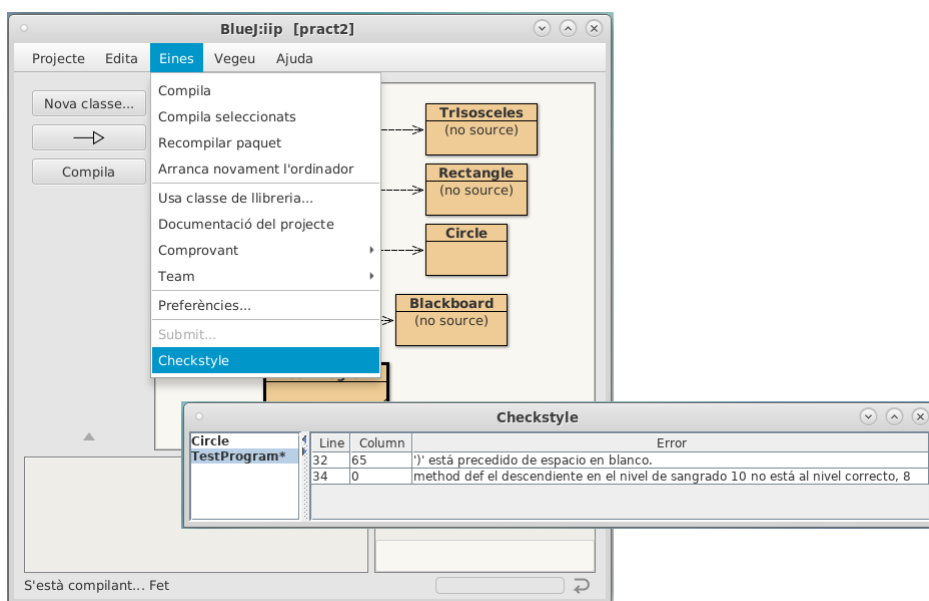 BlueJ:iip [pract2]
Projecte Edita Eines Vegeu Ajuda
Nova classe...
Compila
Compila
Compila seleccionats
Recompilar paquet
Arranca novament l'ordinador
Usa classe de llibreria...
Documentació del projecte
Comprovant
Team
Preferències...
Submit...
Checkstyle
TrIsosceles
(no source)
Rectangle
(no source)
Circle
Blackboard
(no source)
Checkstyle
Circle
TestProgram*
Line Column Error
32 65 ')' está precedido de espacio en blanco.
34 0 method def el descendiente en el nivel de sangrado 10 no está al nivel correcto, 8
S'està compilant... Fet